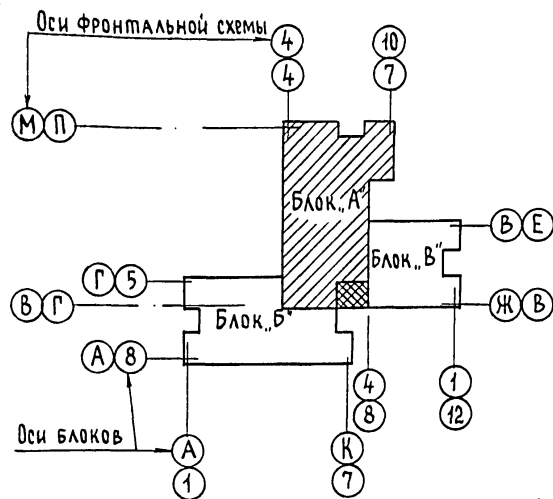 Оси фронтальной схемы
4 10
4 7
М П
Блок „А"
В Е
Блок „В"
Г 5
В Г
Блок „Б"
Ж В
А 8
4 1
8 12
Оси блоков
А К
1 7